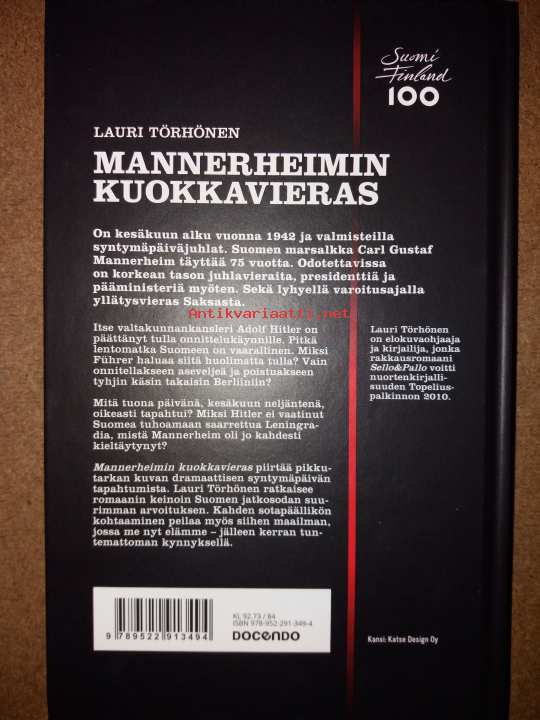 Suomi
Finland
100
LAURI TÖRHÖNEN
MANNERHEIMIN
KUOKKAVIERAS
On kesäkuun alku vuonna 1942 ja valmisteilla
syntymäpäiväjuhlat. Suomen marsalkka Carl Gustaf
Mannerheim täyttää 75 vuotta. Odotettavissa
on korkean tason juhlavieraita, presidenttiä ja
pääministeriä myöten. Sekä lyhyellä varoitusajalla
yllätysvieras Saksasta.
Antikvariaatti.net
Itse valtakunnankansleri Adolf Hitler on
päättänyt tulla onnittelukäynnille. Pitkä
lentomatka Suomeen on vaarallinen. Miksi
Führer haluaa siitä huolimatta tulla? Vain
onnitellakseen aseveljeä ja poistuakseen
tyhjin käsin takaisin Berliiniin?
Mitä tuona päivänä, kesäkuun neljäntenä,
oikeasti tapahtui? Miksi Hitler ei vaatinut
Suomea tuhoamaan saarrettua Leningra-
dia, mistä Mannerheim oli jo kahdesti
kieltäytynyt?
Mannerheimin kuokkavieras piirtää pikku-
tarkan kuvan dramaattisen syntymäpäivän
tapahtumista. Lauri Törhönen ratkaisee
romaanin keinoin Suomen jatkosodan suu-
rimman arvoituksen. Kahden sotapäällikön
kohtaaminen peilaa myös siihen maailman,
jossa me nyt elämme – jälleen kerran tun-
temattoman kynnyksellä.
Lauri Törhönen
on elokuvaohjaaja
ja kirjailija, jonka
rakkausromaani
Sello&Pallo voitti
nuortenkirjalli-
suuden Topelius-
palkinnon 2010.
KL 92.73 / 84
ISBN 978-952-291-349-4
DOCENDO
9 789522 913494
Kansi: Katse Design Oy